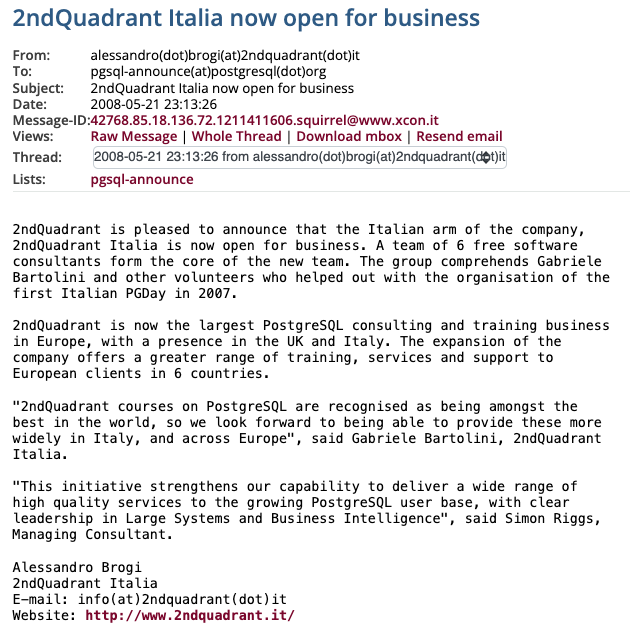 2ndQuadrant Italia now open for business
From: alessandro(dot)brogi(at)2ndquadrant(dot)it
To: pgsql-announce(at)postgresql(dot)org
Subject: 2ndQuadrant Italia now open for business
Date: 2008-05-21 23:13:26
Message-ID:42768.85.18.136.72.1211411606.squirrel@www.xcon.it
Views: Raw Message | Whole Thread | Download mbox | Resend email
Thread: 2008-05-21 23:13:26 from alessandro(dot)brogi(at)2ndquadrant(dot)it
Lists: pgsql-announce
2ndQuadrant is pleased to announce that the Italian arm of the company,
2ndQuadrant Italia is now open for business. A team of 6 free software
consultants form the core of the new team. The group comprehends Gabriele
Bartolini and other volunteers who helped out with the organisation of the
first Italian PGDay in 2007.
2ndQuadrant is now the largest PostgreSQL consulting and training business
in Europe, with a presence in the UK and Italy. The expansion of the
company offers a greater range of training, services and support to
European clients in 6 countries.
"2ndQuadrant courses on PostgreSQL are recognised as being amongst the
best in the world, so we look forward to being able to provide these more
widely in Italy, and across Europe", said Gabriele Bartolini, 2ndQuadrant
Italia.
"This initiative strengthens our capability to deliver a wide range of
high quality services to the growing PostgreSQL user base, with clear
leadership in Large Systems and Business Intelligence", said Simon Riggs,
Managing Consultant.
Alessandro Brogi
2ndQuadrant Italia
E-mail: info(at)2ndquadrant(dot)it
Website: http://www.2ndquadrant.it/